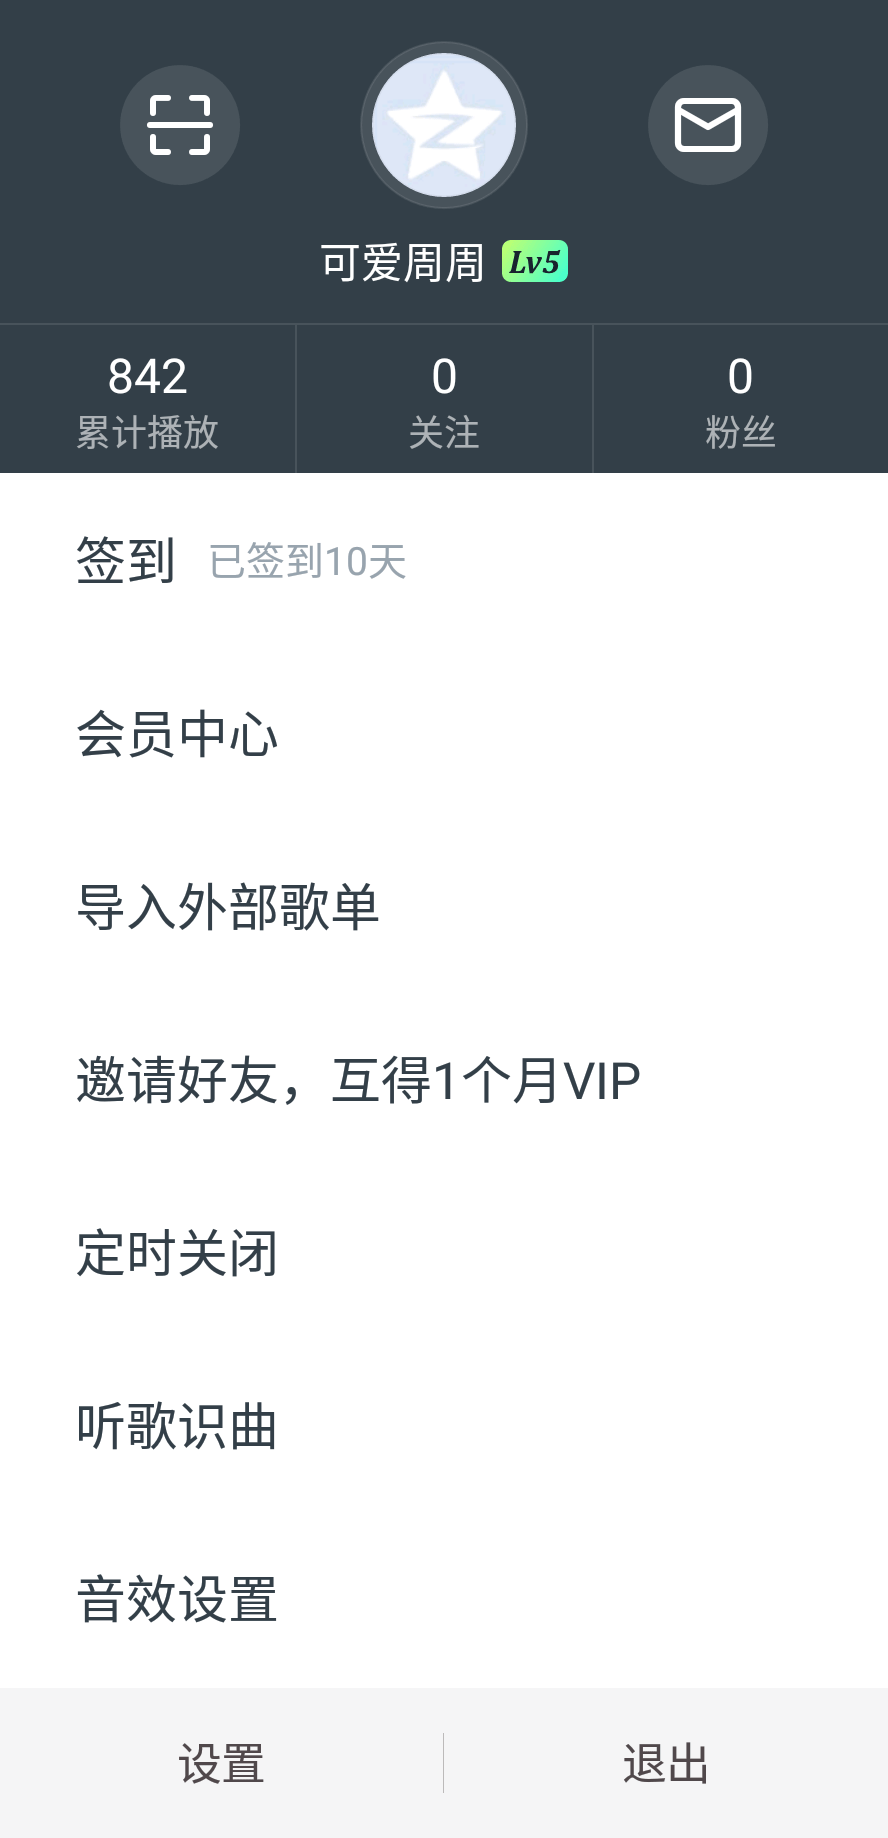 可爱周周 Lv5
842 0 0
累计播放 关注 粉丝
签到 已签到10天
会员中心
导入外部歌单
邀请好友，互得1个月VIP
定时关闭
听歌识曲
音效设置
设置 退出